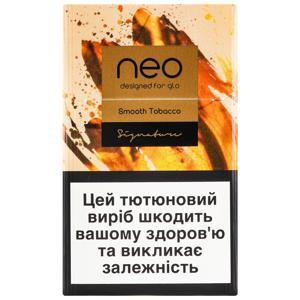 neo
designed for glo
Smooth Tobacco
Signature
Цей тютюновий
виріб шкодить
вашому здоров'ю
та викликає
залежність